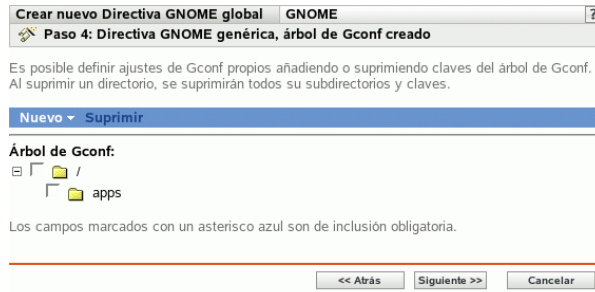 Crear nuevo Directiva GNOME global GNOME ?
Paso 4: Directiva GNOME genérica, árbol de Gconf creado
Es posible definir ajustes de Gconf propios añadiendo o suprimiendo claves del árbol de Gconf.
Al suprimir un directorio, se suprimirán todos su subdirectorios y claves.
Nuevo Suprimir
Árbol de Gconf:
/
apps
Los campos marcados con un asterisco azul son de inclusión obligatoria.
<< Atrás Siguiente >> Cancelar